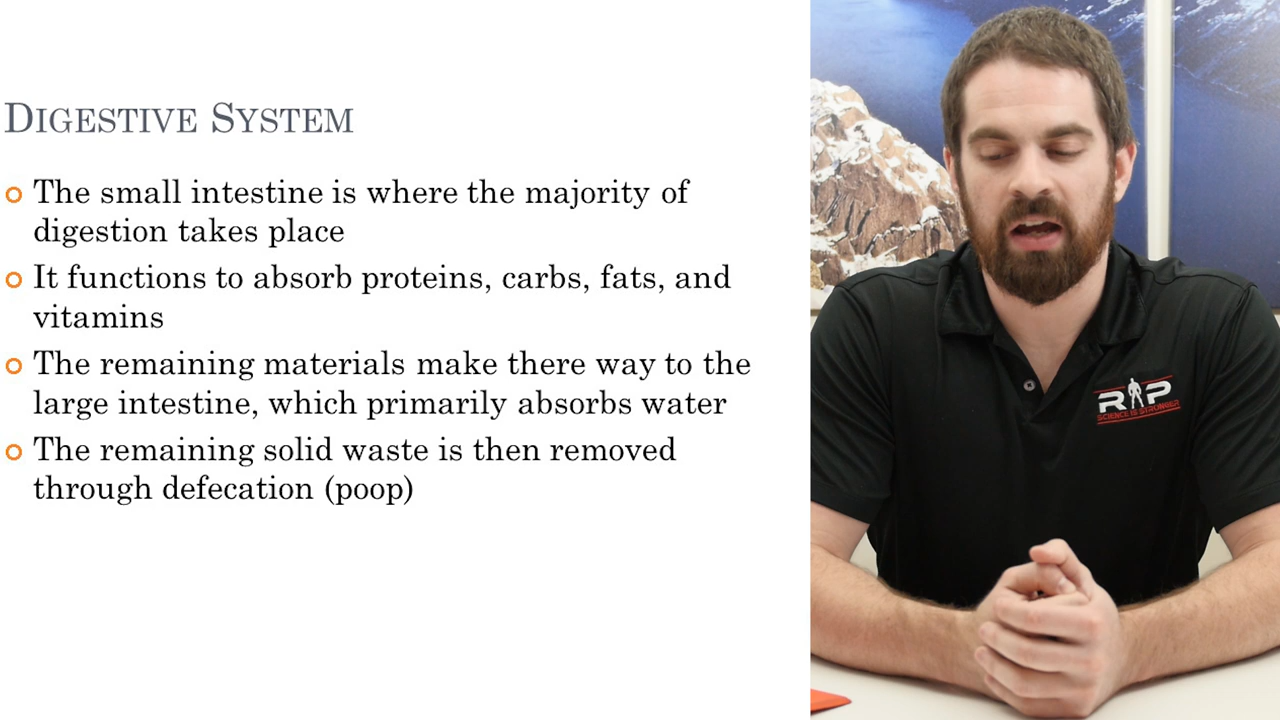 DIGESTIVE SYSTEM
The small intestine is where the majority of
digestion takes place
It functions to absorb proteins, carbs, fats, and
vitamins
The remaining materials make there way to the
large intestine, which primarily absorbs water
The remaining solid waste is then removed
through defecation (poop)
RP
SCIENCE IS STRONGER